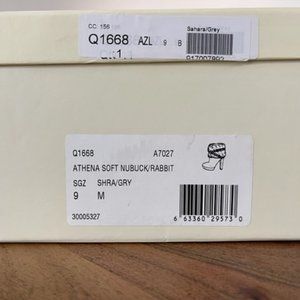 CC: 156
Sahara/Grey
Q1668 AZL 9 B
Q1668 A7027
ATHENA SOFT NUBUCK/RABBIT
SGZ SHRA/GRY
9 M
30005327
6 63360 29573 0